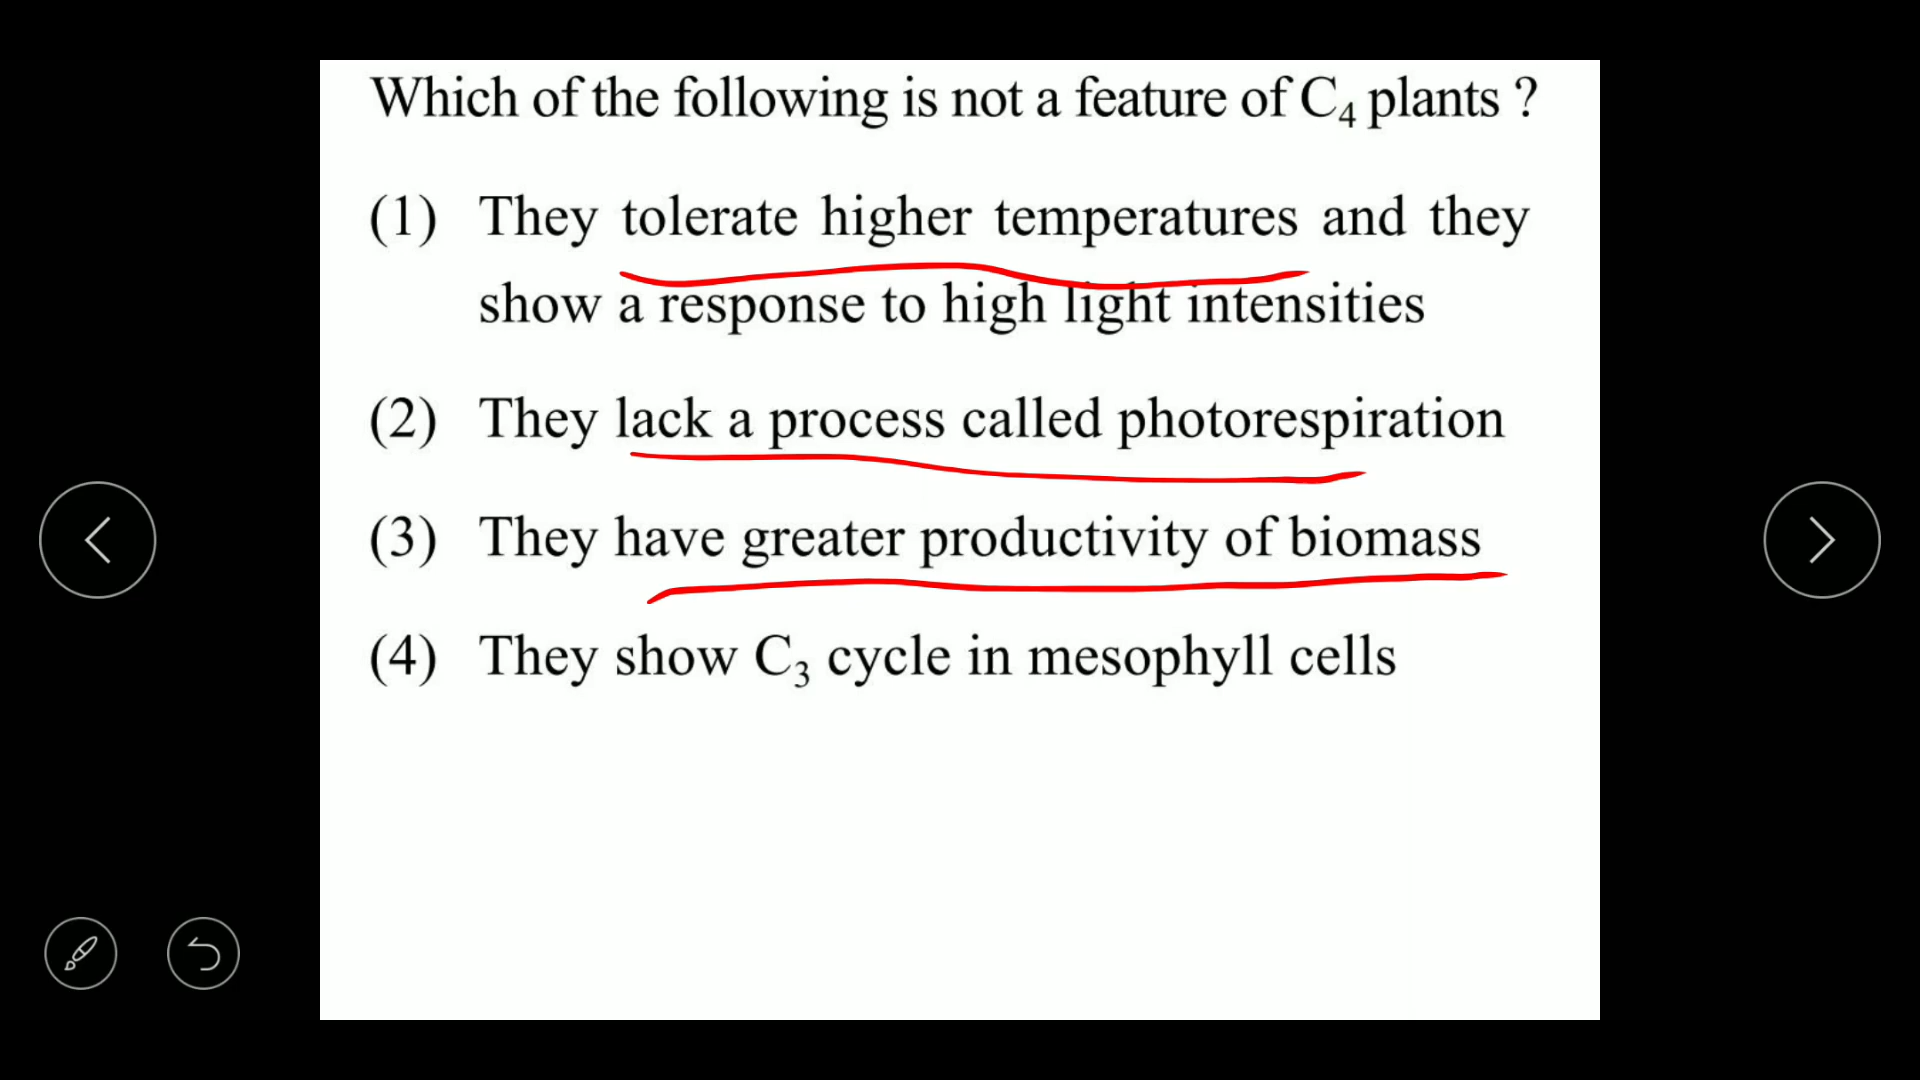 Which of the following is not a feature of C₄ plants ?
(1) They tolerate higher temperatures and they
show a response to high light intensities
(2) They lack a process called photorespiration
(3) They have greater productivity of biomass
(4) They show C₃ cycle in mesophyll cells